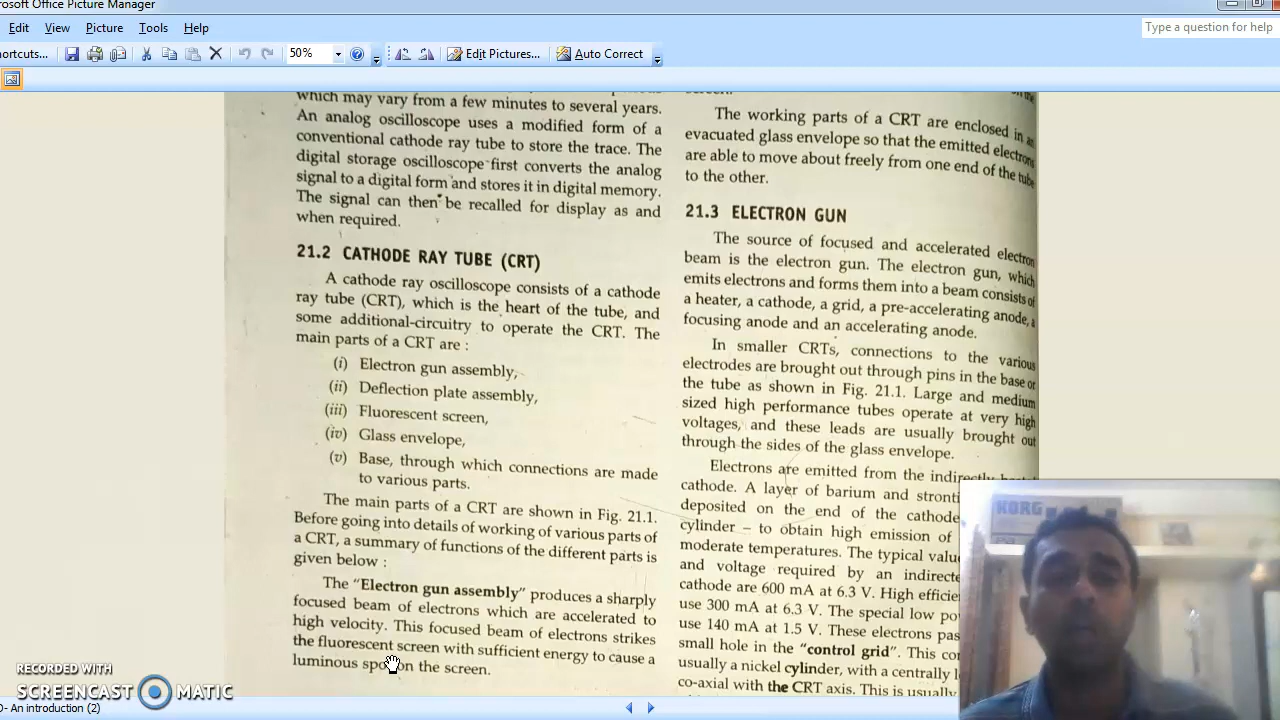 rosoft Office Picture Manager
Edit View Picture Tools Help
Type a question for help
ortcuts... 50% Edit Pictures... Auto Correct
which may vary from a few minutes to several years.
An analog oscilloscope uses a modified form of a
conventional cathode ray tube to store the trace. The
digital storage oscilloscope first converts the analog
signal to a digital form and stores it in digital memory.
The signal can then be recalled for display as and
when required.
21.2 CATHODE RAY TUBE (CRT)
A cathode ray oscilloscope consists of a cathode
ray tube (CRT), which is the heart of the tube, and
some additional-circuitry to operate the CRT. The
main parts of a CRT are :
(i) Electron gun assembly,
(ii) Deflection plate assembly,
(iii) Fluorescent screen,
(iv) Glass envelope,
(v) Base, through which connections are made
to various parts.
The main parts of a CRT are shown in Fig. 21.1.
Before going into details of working of various parts of
a CRT, a summary of functions of the different parts is
given below :
The "Electron gun assembly" produces a sharply
focused beam of electrons which are accelerated to
high velocity. This focused beam of electrons strikes
the fluorescent screen with sufficient energy to cause a
luminous spot on the screen.
The working parts of a CRT are enclosed in an
evacuated glass envelope so that the emitted electrons
are able to move about freely from one end of the tube
to the other.
21.3 ELECTRON GUN
The source of focused and accelerated electron
beam is the electron gun. The electron gun, which
emits electrons and forms them into a beam consists of
a heater, a cathode, a grid, a pre-accelerating anode, a
focusing anode and an accelerating anode.
In smaller CRTs, connections to the various
electrodes are brought out through pins in the base or
the tube as shown in Fig. 21.1. Large and medium
sized high performance tubes operate at very high
voltages, and these leads are usually brought out
through the sides of the glass envelope.
Electrons are emitted from the indirectly
cathode. A layer of barium and stronti
deposited on the end of the cathode
cylinder – to obtain high emission of
moderate temperatures. The typical valu
and voltage required by an indirecte
cathode are 600 mA at 6.3 V. High efficie
use 300 mA at 6.3 V. The special low po
use 140 mA at 1.5 V. These electrons pas
small hole in the "control grid". This co
usually a nickel cylinder, with a centrally l
co-axial with the CRT axis. This is usually
KORG
RECORDED WITH
SCREENCAST MATIC
O- An introduction (2)